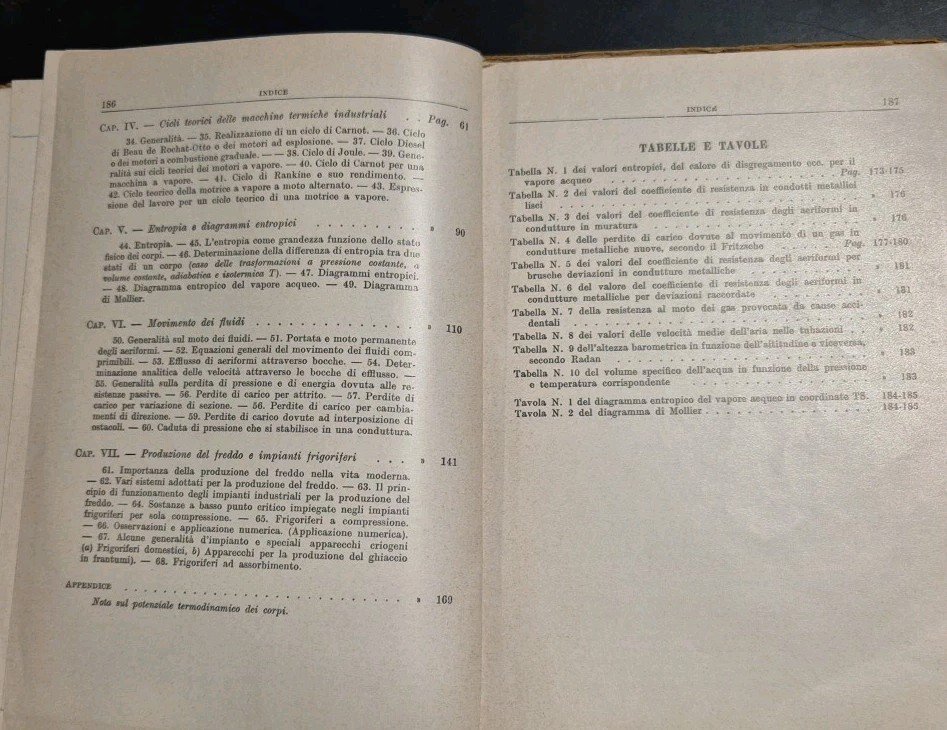 186
INDICE
CAP. IV. — Cicli teorici delle macchine termiche industriali . . Pag. 61
34. Generalità. — 35. Realizzazione di un ciclo di Carnot. — 36. Ciclo
di Beau de Rochat-Otto o dei motori ad esplosione. — 37. Ciclo Diesel
o dei motori a combustione graduale. — — 38. Ciclo di Joule. — 39. Gene-
ralità sui cicli teorici dei motori a vapore. — 40. Ciclo di Carnot per una
macchina a vapore. — 41. Ciclo di Rankine e suo rendimento. —
42. Ciclo teorico della motrice a vapore a moto alternato. — 43. Espres-
sione del lavoro per un ciclo teorico di una motrice a vapore.
CAP. V. — Entropia e diagrammi entropici . . . . . . . . . . » 90
44. Entropia. — 45. L'entropia come grandezza funzione dello stato
fisico dei corpi. — 46. Determinazione della differenza di entropia tra due
stati di un corpo (caso delle trasformazioni a pressione costante, a
volume costante, adiabatica e isotermica T). — 47. Diagrammi entropici.
— 48. Diagramma entropico del vapore acqueo. — 49. Diagramma
di Mollier.
CAP. VI. — Movimento dei fluidi . . . . . . . . . . . . . . » 110
50. Generalità sul moto dei fluidi. — 51. Portata e moto permanente
degli aeriformi. — 52. Equazioni generali del movimento dei fluidi com-
primibili. — 53. Efflusso di aeriformi attraverso bocche. — 54. Deter-
minazione analitica delle velocità attraverso le bocche di efflusso. —
55. Generalità sulla perdita di pressione e di energia dovuta alle re-
sistenze passive. — 56. Perdite di carico per attrito. — 57. Perdite di
carico per variazione di sezione. — 56. Perdite di carico per cambia-
menti di direzione. — 59. Perdite di carico dovute ad interposizione di
ostacoli. — 60. Caduta di pressione che si stabilisce in una conduttura.
CAP. VII. — Produzione del freddo e impianti frigoriferi . . . » 141
61. Importanza della produzione del freddo nella vita moderna.
— 62. Vari sistemi adottati per la produzione del freddo. — 63. Il prin-
cipio di funzionamento degli impianti industriali per la produzione del
freddo. — 64. Sostanze a basso punto critico impiegate negli impianti
frigoriferi per sola compressione. — 65. Frigoriferi a compressione.
— 66. Osservazioni e applicazione numerica. (Applicazione numerica).
— 67. Alcune generalità d'impianto e speciali apparecchi criogeni
(a) Frigoriferi domestici, b) Apparecchi per la produzione del ghiaccio
in frantumi). — 68. Frigoriferi ad assorbimento.
APPENDICE . . . . . . . . . . . . . . . . . . . . . . . . » 169
Nota sul potenziale termodinamico dei corpi.
INDICE
187
TABELLE E TAVOLE
Tabella N. 1 dei valori entropici, del calore di disgregamento ecc. per il
vapore acqueo . . . . . . . . . . . . . . . . . . Pag. 173-175
Tabella N. 2 dei valori del coefficiente di resistenza in condotti metallici
lisci . . . . . . . . . . . . . . . . . . . . . . . . » 176
Tabella N. 3 dei valori del coefficiente di resistenza degli aeriformi in
condutture in muratura . . . . . . . . . . . . . . . » 176
Tabella N. 4 delle perdite di carico dovute al movimento di un gas in
condutture metalliche nuove, secondo il Fritzsche . . . Pag. 177-180
Tabella N. 5 dei valori del coefficiente di resistenza degli aeriformi per
brusche deviazioni in condutture metalliche . . . . . . » 181
Tabella N. 6 del valore del coefficiente di resistenza degli aeriformi in
condutture metalliche per deviazioni raccordate . . . . » 181
Tabella N. 7 della resistenza al moto dei gas provocata da cause acci-
dentali . . . . . . . . . . . . . . . . . . . . . . . » 182
Tabella N. 8 dei valori delle velocità medie dell'aria nelle tubazioni . » 182
Tabella N. 9 dell'altezza barometrica in funzione dell'altitudine e viceversa,
secondo Radan . . . . . . . . . . . . . . . . . . . » 183
Tabella N. 10 del volume specifico dell'acqua in funzione della pressione
e temperatura corrispondente . . . . . . . . . . . . . » 183
Tavola N. 1 del diagramma entropico del vapore acqueo in coordinate TS. 184-185
Tavola N. 2 del diagramma di Mollier . . . . . . . . . . . 184-185